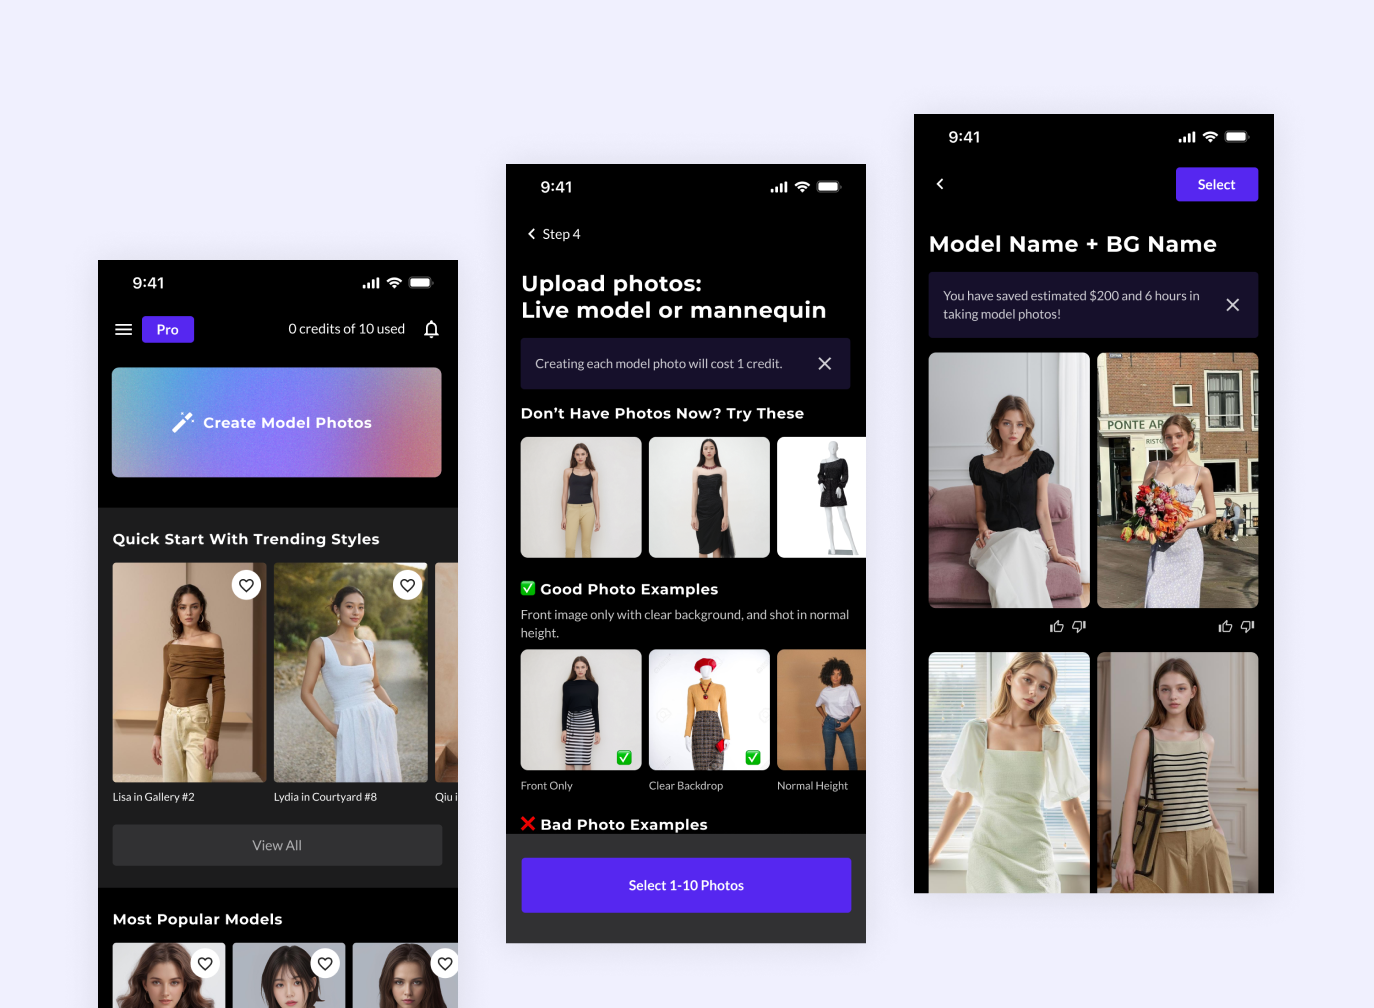 9:41
Pro
0 credits of 10 used
Create Model Photos
Quick Start With Trending Styles
Lisa in Gallery #2
Lydia in Courtyard #8
Qiu
View All
Most Popular Models
9:41
Step 4
Upload photos:
Live model or mannequin
Creating each model photo will cost 1 credit.
Don't Have Photos Now? Try These
✅ Good Photo Examples
Front image only with clear background, and shot in normal
height.
Front Only
Clear Backdrop
Normal Height
❌ Bad Photo Examples
Select 1-10 Photos
9:41
Select
Model Name + BG Name
You have saved estimated $200 and 6 hours in
taking model photos!
PONTE